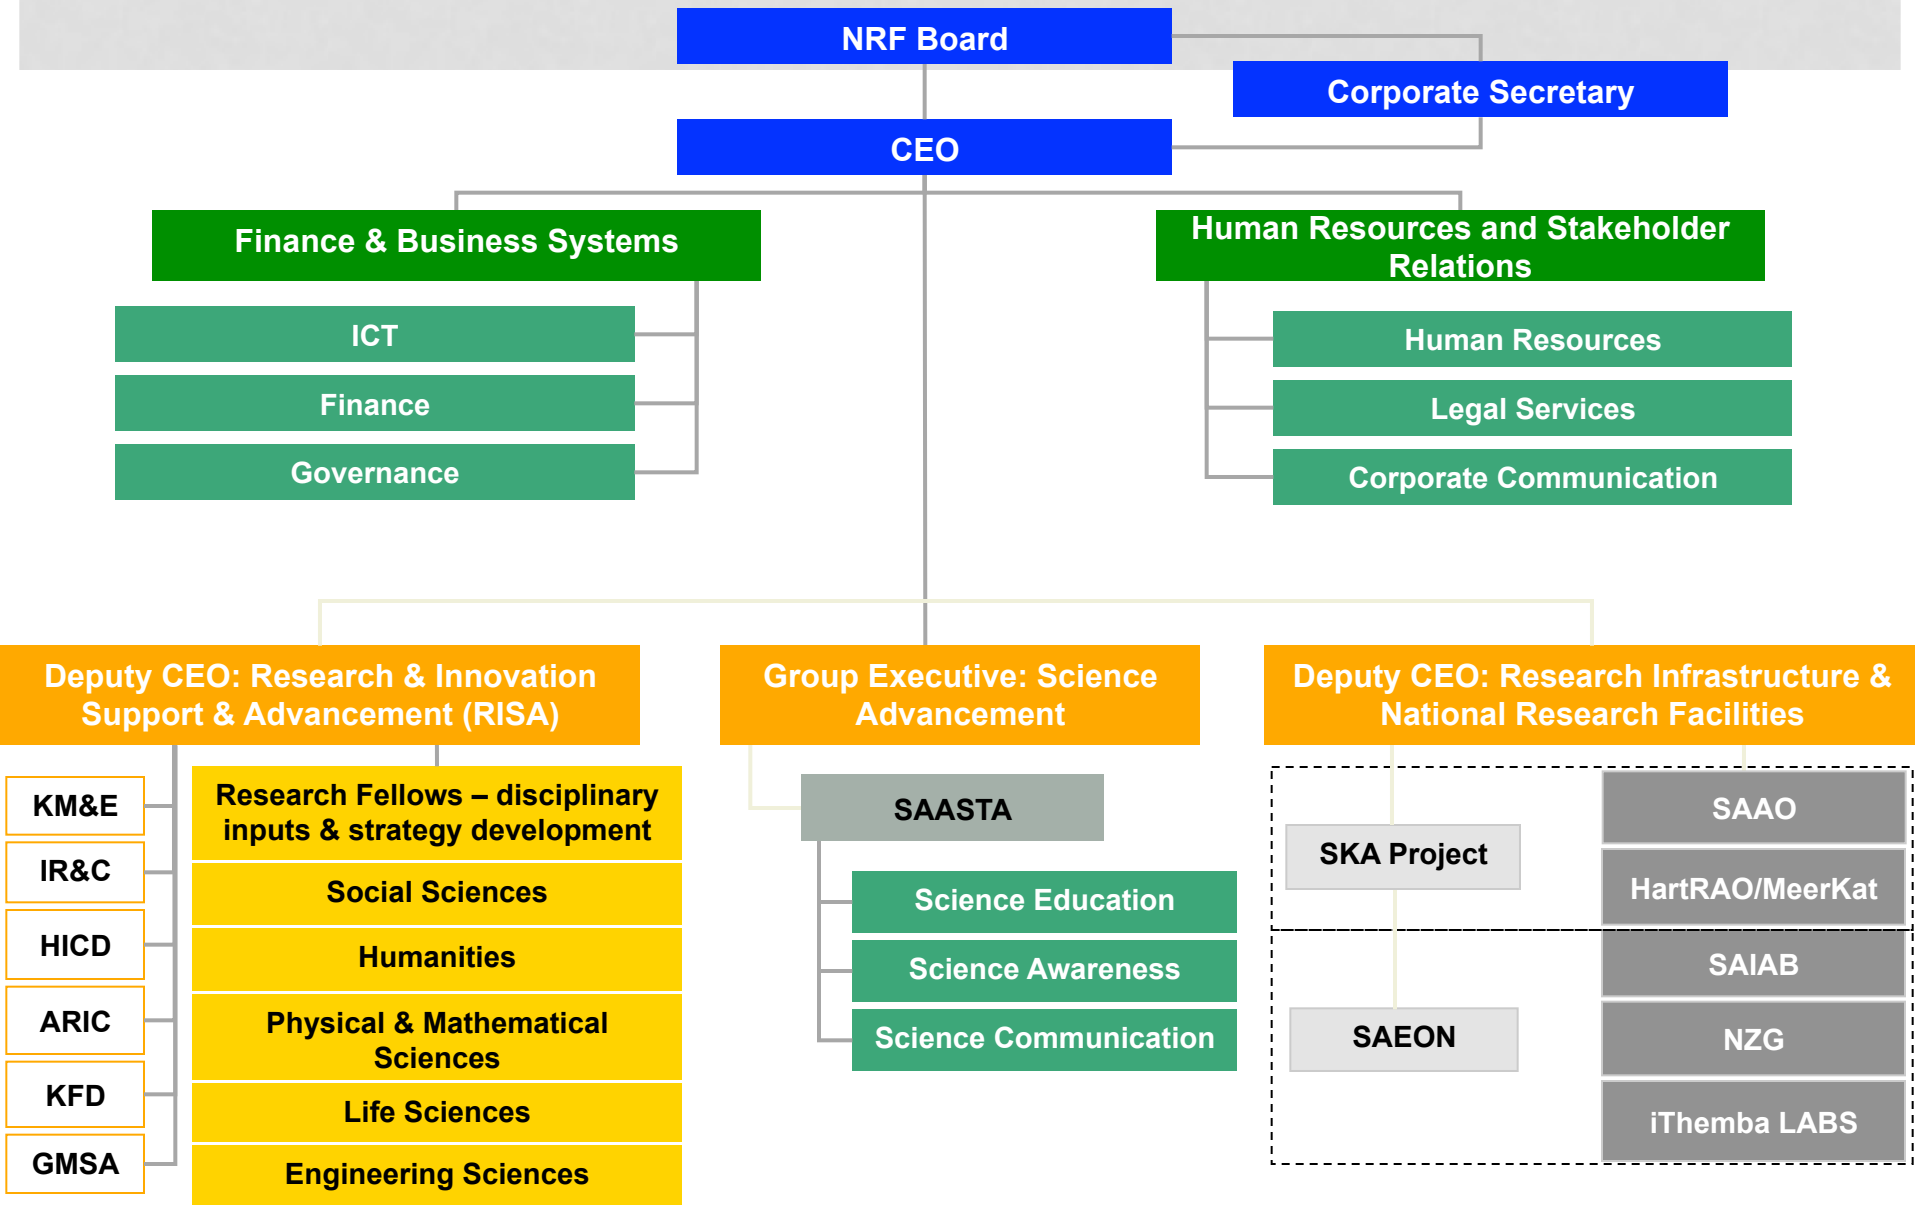 NRF Board
Corporate Secretary
CEO
Finance & Business Systems
ICT
Finance
Governance
Human Resources and Stakeholder
Relations
Human Resources
Legal Services
Corporate Communication
Deputy CEO: Research & Innovation
Support & Advancement (RISA)
KM&E
IR&C
HICD
ARIC
KFD
GMSA
Research Fellows – disciplinary
inputs & strategy development
Social Sciences
Humanities
Physical & Mathematical
Sciences
Life Sciences
Engineering Sciences
Group Executive: Science
Advancement
SAASTA
Science Education
Science Awareness
Science Communication
Deputy CEO: Research Infrastructure &
National Research Facilities
SKA Project
SAEON
SAAO
HartRAO/MeerKat
SAIAB
NZG
iThemba LABS